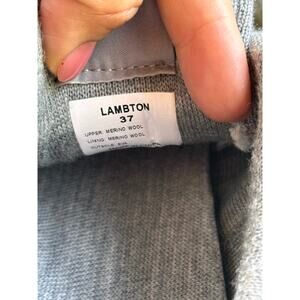 LAMBTON
37
UPPER: MERINO WOOL
LINING: MERINO WOOL
OUTSOLE: